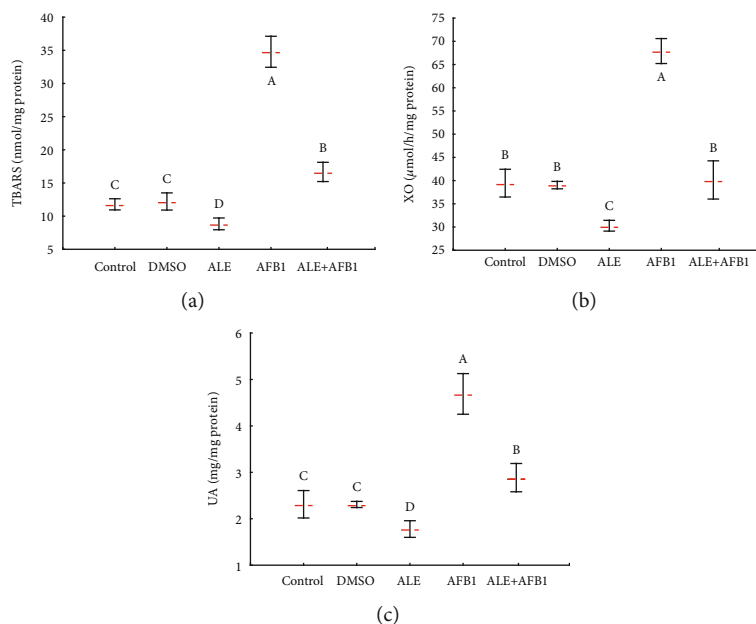 40
35
30
25
20
15
10
5
TBARS (nmol/mg protein)
C
C
D
A
B
Control DMSO ALE AFB1 ALE+AFB1
(a)
75
70
65
60
55
50
45
40
35
30
25
XO (µmol/h/mg protein)
B
B
C
A
B
Control DMSO ALE AFB1 ALE+AFB1
(b)
6
5
4
3
2
1
UA (mg/mg protein)
C
C
D
A
B
Control DMSO ALE AFB1 ALE+AFB1
(c)